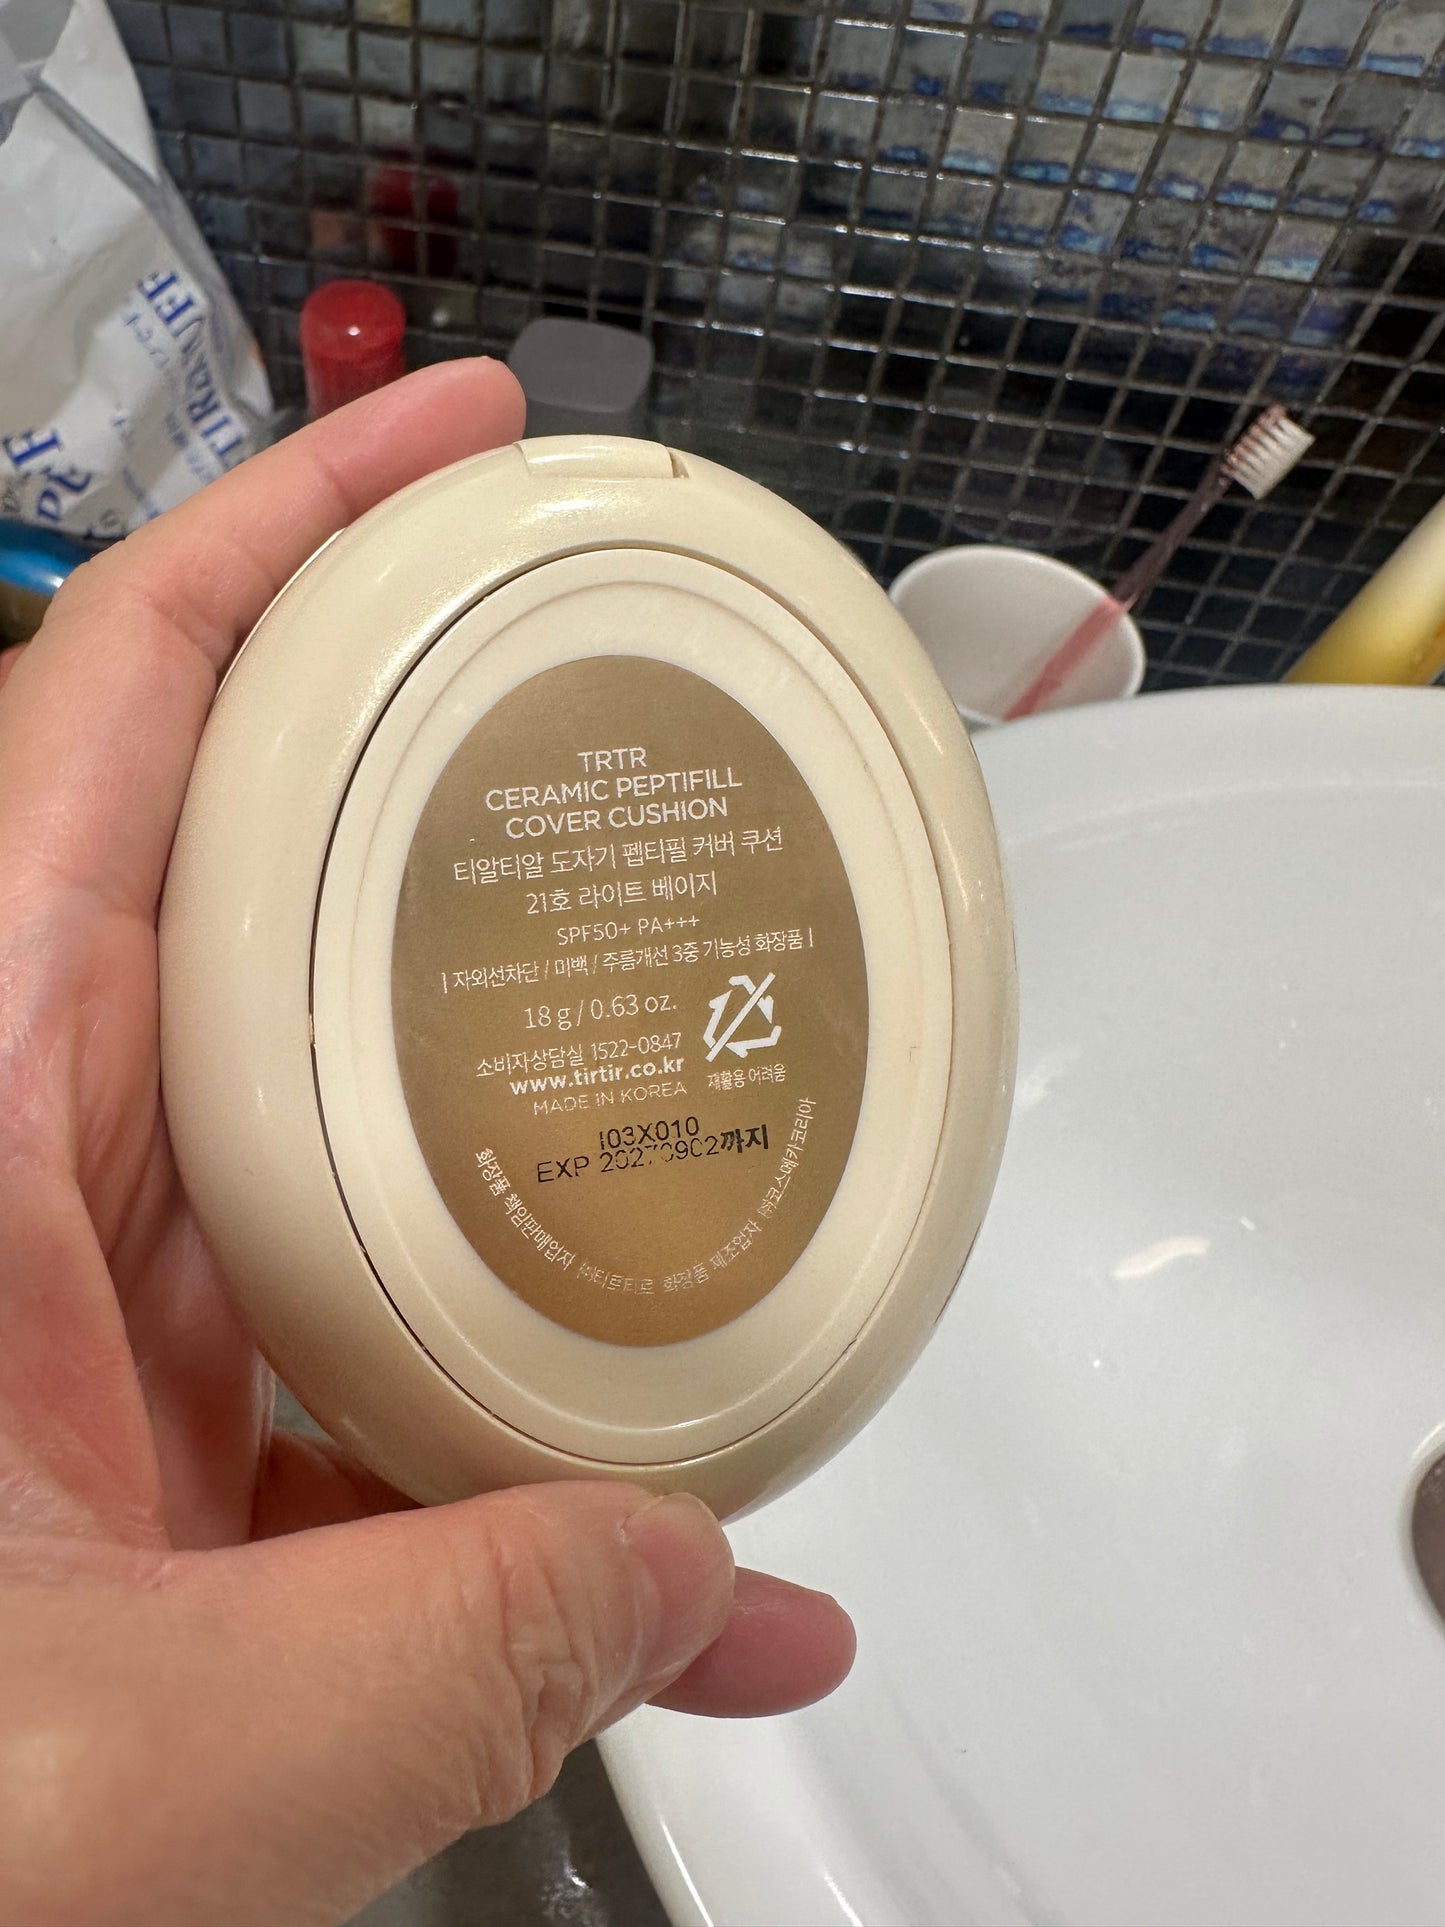 TRTR
CERAMIC PEPTIFILL
COVER CUSHION
티알티알 도자기 펩티필 커버 쿠션
21호 라이트 베이지
SPF50+ PA+++
| 자외선차단 / 미백 / 주름개선 3중 기능성 화장품 |
18 g / 0.63 oz.
소비자상담실 1522-0847
www.tirtir.co.kr
MADE IN KOREA
재활용 어려움
I03X010
EXP 20270902까지
화장품 책임판매업자 ㈜티르티르 화장품 제조업자 ㈜코스메카코리아